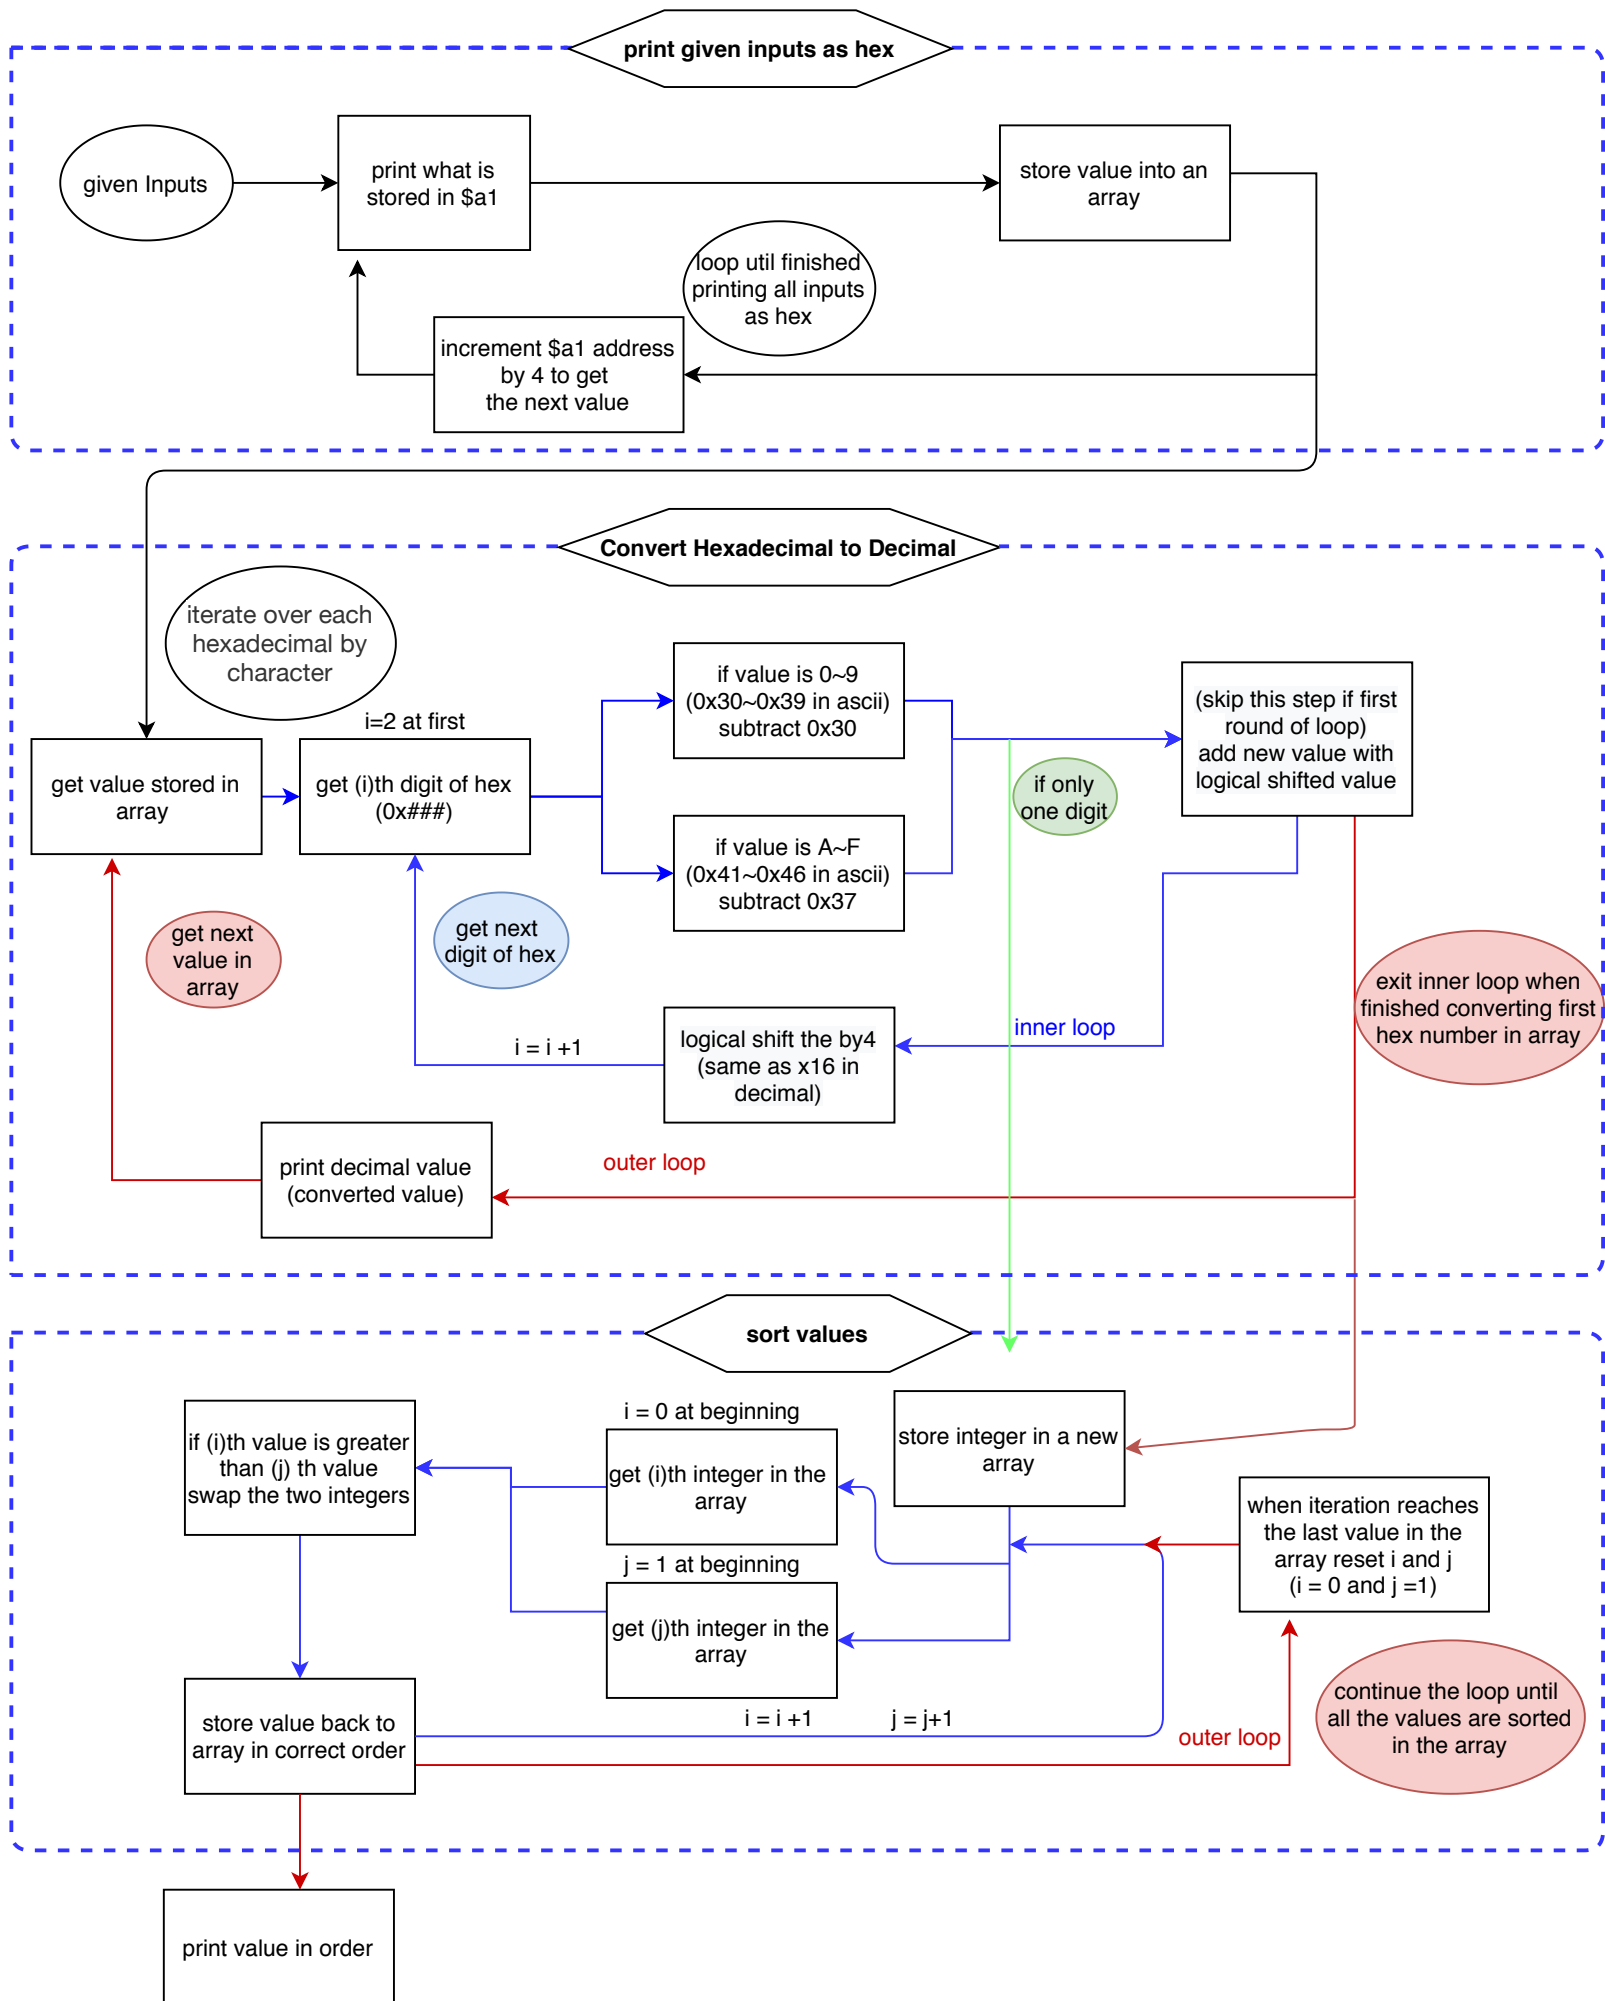 print given inputs as hex
given Inputs
print what is
stored in $a1
store value into an
array
loop util finished
printing all inputs
as hex
increment $a1 address
by 4 to get
the next value
Convert Hexadecimal to Decimal
iterate over each
hexadecimal by
character
i=2 at first
get value stored in
array
get (i)th digit of hex
(0x###)
if value is 0~9
(0x30~0x39 in ascii)
subtract 0x30
if value is A~F
(0x41~0x46 in ascii)
subtract 0x37
if only
one digit
(skip this step if first
round of loop)
add new value with
logical shifted value
get next
value in
array
get next
digit of hex
exit inner loop when
finished converting first
hex number in array
inner loop
i = i +1
logical shift the by4
(same as x16 in
decimal)
print decimal value
(converted value)
outer loop
sort values
if (i)th value is greater
than (j) th value
swap the two integers
i = 0 at beginning
get (i)th integer in the
array
j = 1 at beginning
get (j)th integer in the
array
store integer in a new
array
when iteration reaches
the last value in the
array reset i and j
(i = 0 and j =1)
store value back to
array in correct order
i = i +1
j = j+1
outer loop
continue the loop until
all the values are sorted
in the array
print value in order